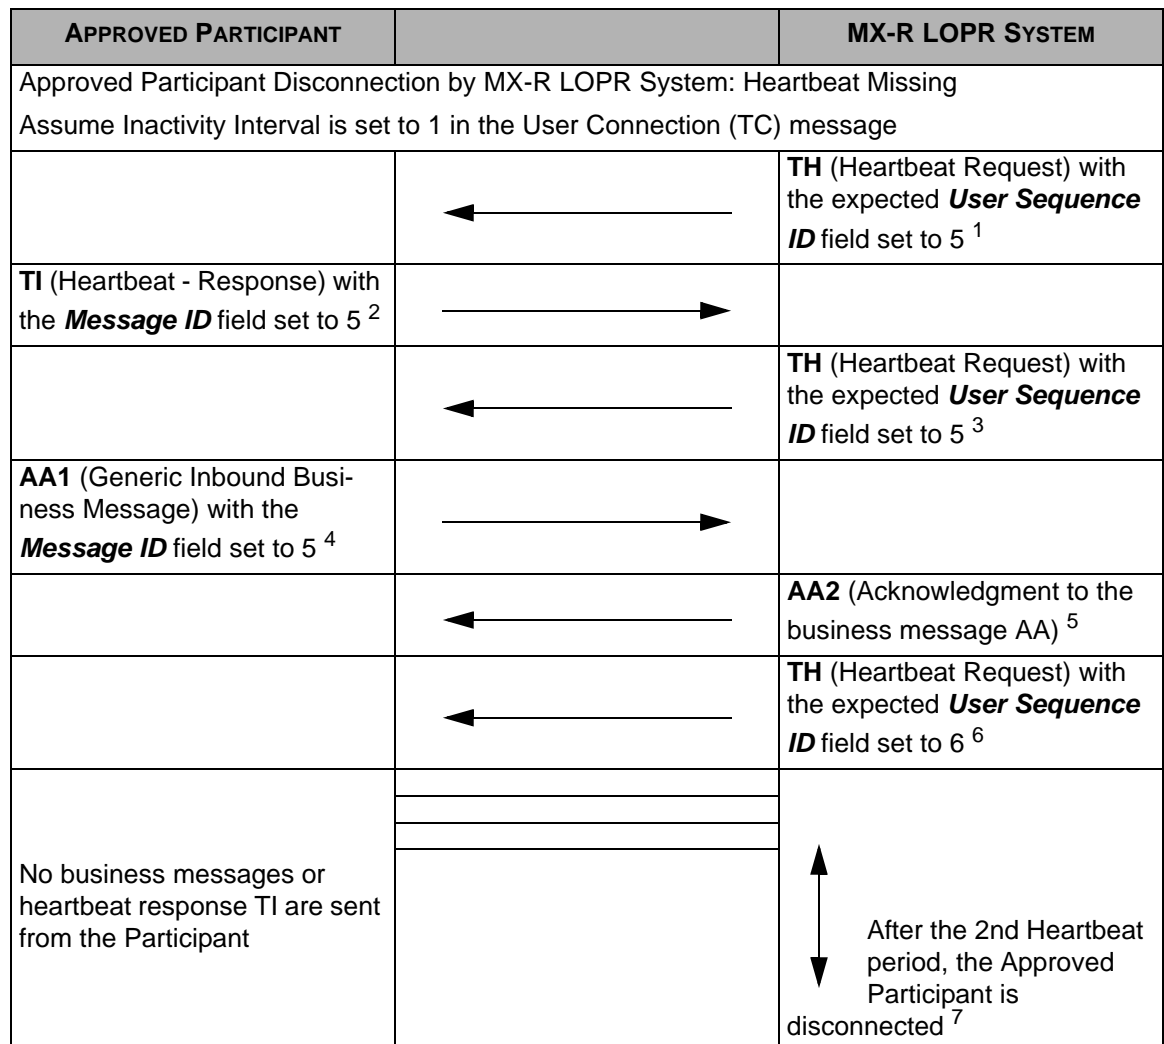 APPROVED PARTICIPANT
MX-R LOPR SYSTEM
Approved Participant Disconnection by MX-R LOPR System: Heartbeat Missing
Assume Inactivity Interval is set to 1 in the User Connection (TC) message
TH (Heartbeat Request) with
the expected User Sequence
ID field set to 5 1
TI (Heartbeat - Response) with
the Message ID field set to 5 2
TH (Heartbeat Request) with
the expected User Sequence
ID field set to 5 3
AA1 (Generic Inbound Busi-
ness Message) with the
Message ID field set to 5 4
AA2 (Acknowledgment to the
business message AA) 5
TH (Heartbeat Request) with
the expected User Sequence
ID field set to 6 6
No business messages or
heartbeat response TI are sent
from the Participant
After the 2nd Heartbeat
period, the Approved
Participant is
disconnected 7